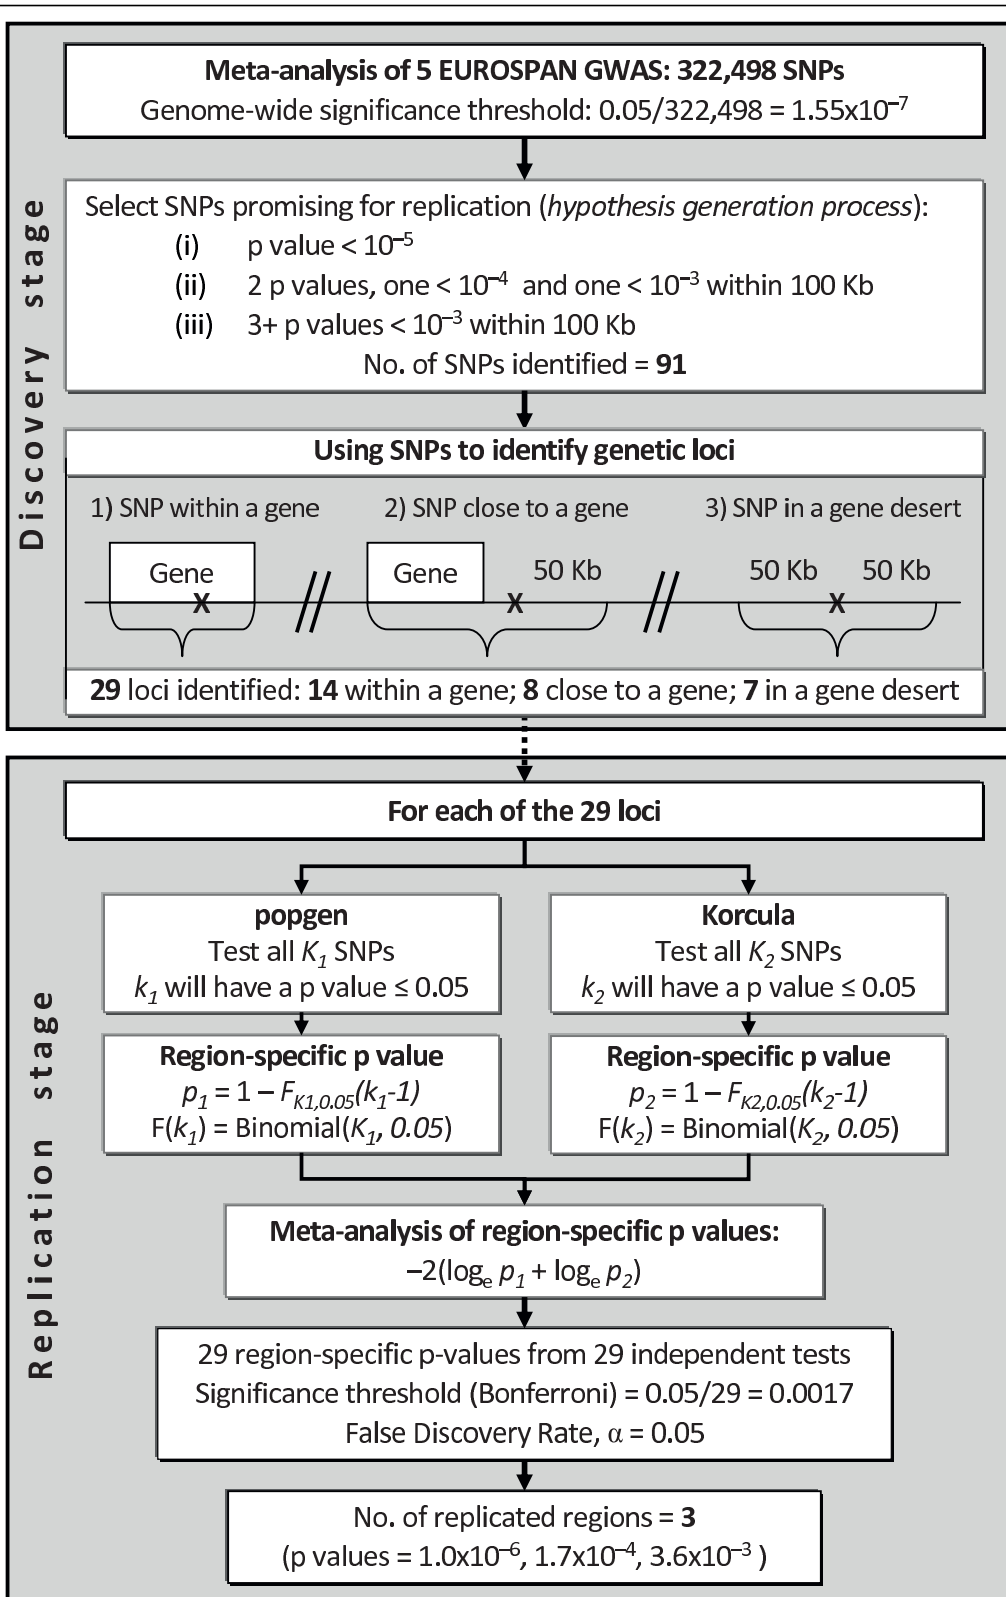 Discovery stage
Meta-analysis of 5 EUROSPAN GWAS: 322,498 SNPs
Genome-wide significance threshold: 0.05/322,498 = 1.55x10⁻⁷
Select SNPs promising for replication (hypothesis generation process):
(i) p value < 10⁻⁵
(ii) 2 p values, one < 10⁻⁴ and one < 10⁻³ within 100 Kb
(iii) 3+ p values < 10⁻³ within 100 Kb
No. of SNPs identified = 91
Using SNPs to identify genetic loci
1) SNP within a gene 2) SNP close to a gene 3) SNP in a gene desert
Gene Gene 50 Kb 50 Kb 50 Kb
X X X
29 loci identified: 14 within a gene; 8 close to a gene; 7 in a gene desert
Replication stage
For each of the 29 loci
popgen
Test all K₁ SNPs
k₁ will have a p value ≤ 0.05
Korcula
Test all K₂ SNPs
k₂ will have a p value ≤ 0.05
Region-specific p value
p₁ = 1 – F_K1,0.05(k₁-1)
F(k₁) = Binomial(K₁, 0.05)
Region-specific p value
p₂ = 1 – F_K2,0.05(k₂-1)
F(k₂) = Binomial(K₂, 0.05)
Meta-analysis of region-specific p values:
–2(logₑ p₁ + logₑ p₂)
29 region-specific p-values from 29 independent tests
Significance threshold (Bonferroni) = 0.05/29 = 0.0017
False Discovery Rate, α = 0.05
No. of replicated regions = 3
(p values = 1.0x10⁻⁶, 1.7x10⁻⁴, 3.6x10⁻³ )